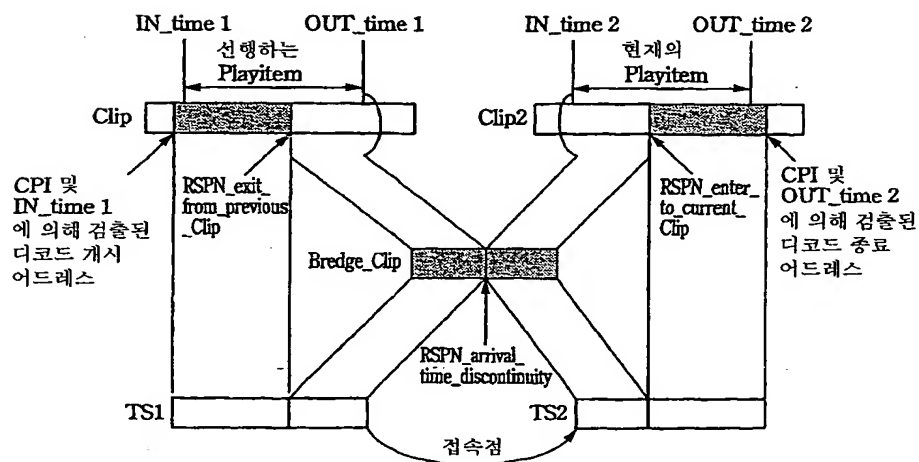 IN_time 1
OUT_time 1
IN_time 2
OUT_time 2
선행하는
Playitem
현재의
Playitem
Clip
Clip2
CPI 및
IN_time 1
에 의해 검출된
디코드 개시
어드레스
RSPN_exit_
from_previous
_Clip
RSPN_enter_
to_current_
Clip
CPI 및
OUT_time 2
에 의해 검출된
디코드 종료
어드레스
Bredge_Clip
RSPN_arrival_
time_discontinuity
TS1
TS2
접속점